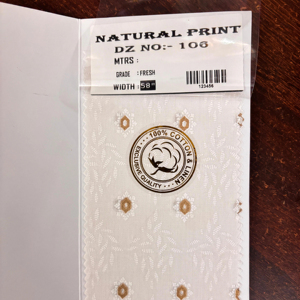 NATURAL PRINT
DZ NO:- 106
MTRS :
GRADE : FRESH
WIDTH : 58"
123456
100% COTTON & LINEN
EXCLUSIVE QUALITY